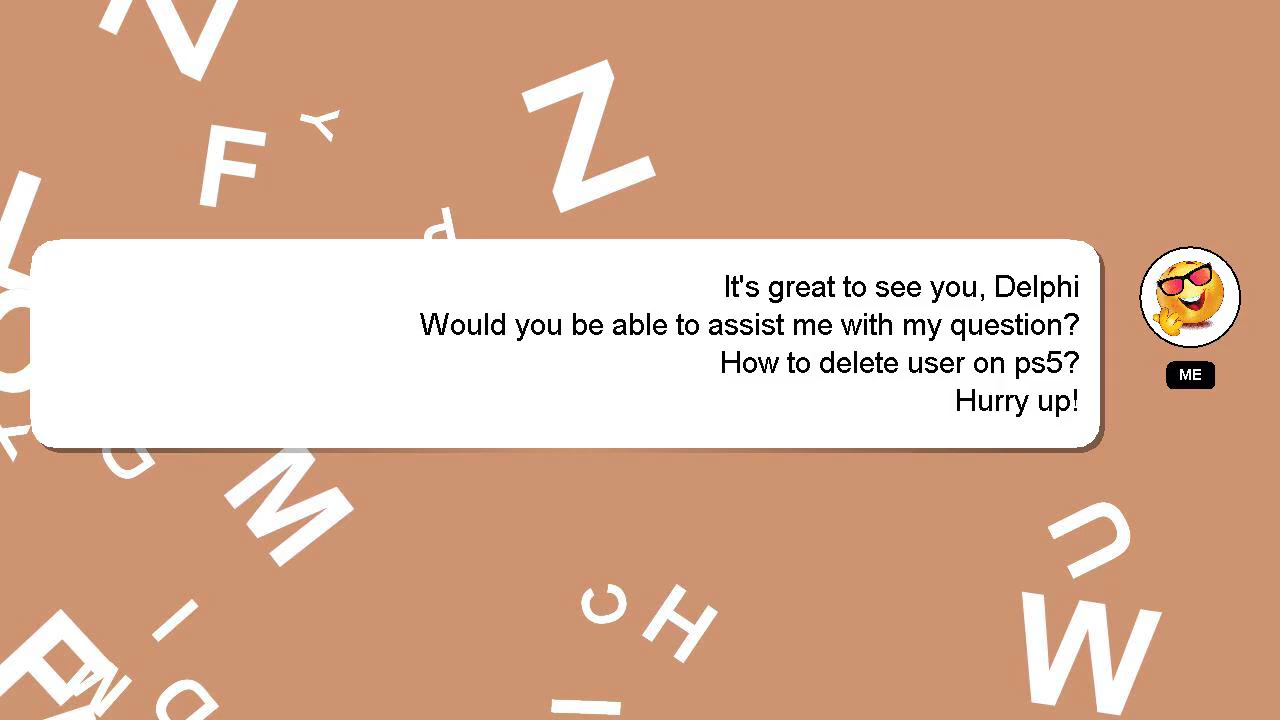 It's great to see you, Delphi
Would you be able to assist me with my question?
How to delete user on ps5?
Hurry up!
ME